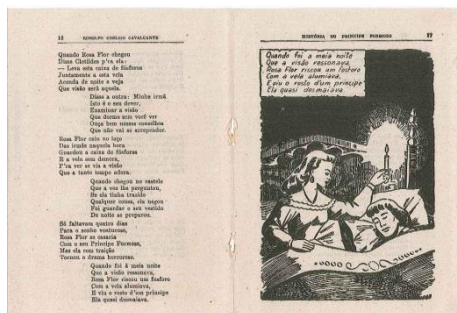 12 RODOLFO COELHO CAVALCANTE
Quando Rosa Flor chegou
Disse Clotildes p'ra ela:
— Leva esta caixa de fósforos
Juntamente a esta vela
Acenda de noite e veja
Que visão será aquela.
Disse a outra: Minha irmã
Isto é o seu dever,
Examinar a visão
Que dorme sem você ver
Ouça bem nossos conselhos
Que não vai se arrepender.
Rosa Flor caiu no laço
Das irmãs naquela hora
Guardou a caixa de fósforos
E a vela sem demora,
P'ra ver se via a visão
Que a tanto tempo adora.
Quando chegou no castelo
Que a voz lhe perguntou,
Se ela tinha trazido
Qualquer coisa, ela negou
Foi guardar o seu vestido
De noite se preparou.
Só faltavam quatro dias
Para o sonho venturoso,
Rosa Flor se casaria
Com o seu Príncipe Formoso,
Mas ela com traição
Tornou o drama horroroso.
Quando foi á meia noite
Que a visão ressonava,
Rosa Flor riscou um fósforo
Com a vela alumiava,
E viu o rosto d'um príncipe
Ela quasi desmaiava.
HISTÓRIA DO PRINCIPE FORMOSO
Quando foi a meia noite
Que a visão ressonava,
Rosa Flor riscou um fosforo
Com a vela alumiava,
E viu o rosto d'um principe
Ela quasi desmaiava.